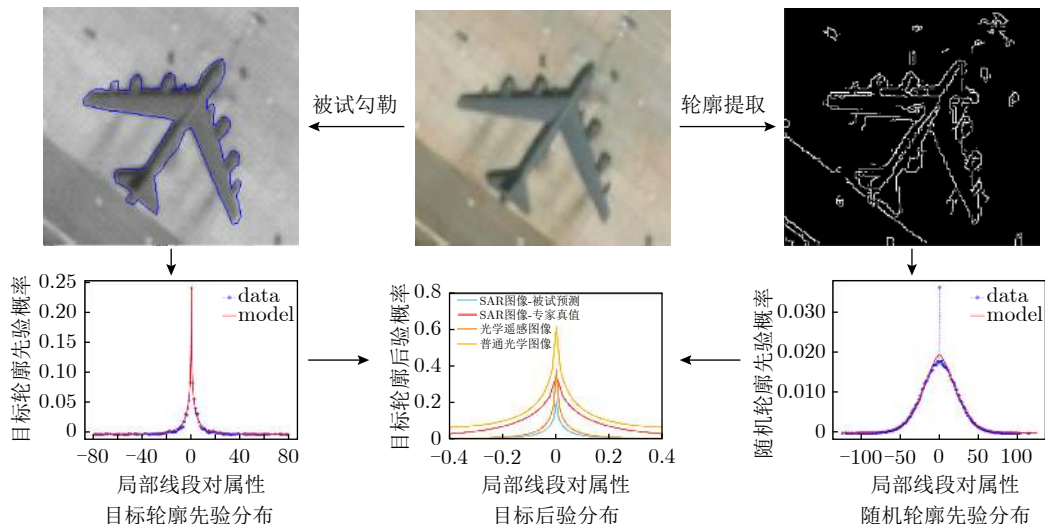 被试勾勒
轮廓提取
目标轮廓先验概率
0.25
0.20
0.15
0.10
0.05
0
data
model
−80
−40
0
40
80
局部线段对属性
目标轮廓先验分布
目标轮廓后验概率
0.8
0.6
0.4
0.2
0
SAR图像-被试预测
SAR图像-专家真值
光学遥感图像
普通光学图像
−0.4
−0.2
0
0.2
0.4
局部线段对属性
目标后验分布
随机轮廓先验概率
0.030
0.020
0.010
0
data
model
−100
−50
0
50
100
局部线段对属性
随机轮廓先验分布